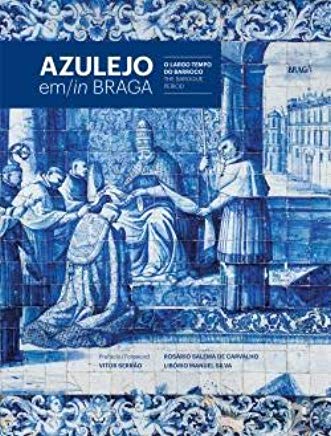 AZULEJO
em/in BRAGA
O LARGO TEMPO
DO BARROCO
THE BAROQUE
PERIOD
BRAGA
Prefácio / Foreword
VITOR SERRÃO
ROSÁRIO SALEMA DE CARVALHO
LIBÓRIO MANUEL SILVA